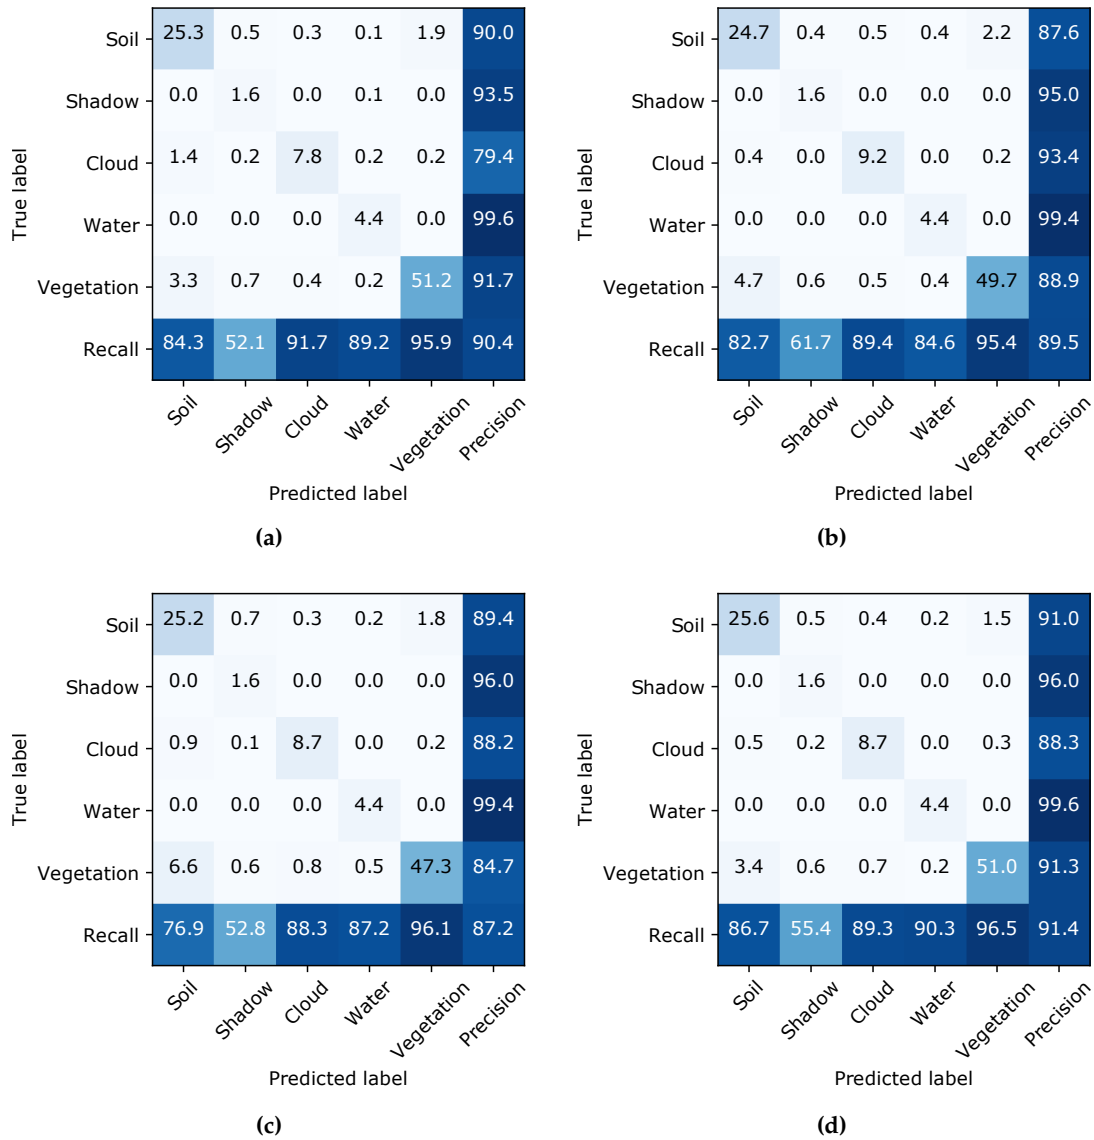 Soil 25.3 0.5 0.3 0.1 1.9 90.0
Shadow 0.0 1.6 0.0 0.1 0.0 93.5
Cloud 1.4 0.2 7.8 0.2 0.2 79.4
Water 0.0 0.0 0.0 4.4 0.0 99.6
Vegetation 3.3 0.7 0.4 0.2 51.2 91.7
Recall 84.3 52.1 91.7 89.2 95.9 90.4
True label
Soil Shadow Cloud Water Vegetation Precision
Predicted label
(a)
Soil 24.7 0.4 0.5 0.4 2.2 87.6
Shadow 0.0 1.6 0.0 0.0 0.0 95.0
Cloud 0.4 0.0 9.2 0.0 0.2 93.4
Water 0.0 0.0 0.0 4.4 0.0 99.4
Vegetation 4.7 0.6 0.5 0.4 49.7 88.9
Recall 82.7 61.7 89.4 84.6 95.4 89.5
True label
Soil Shadow Cloud Water Vegetation Precision
Predicted label
(b)
Soil 25.2 0.7 0.3 0.2 1.8 89.4
Shadow 0.0 1.6 0.0 0.0 0.0 96.0
Cloud 0.9 0.1 8.7 0.0 0.2 88.2
Water 0.0 0.0 0.0 4.4 0.0 99.4
Vegetation 6.6 0.6 0.8 0.5 47.3 84.7
Recall 76.9 52.8 88.3 87.2 96.1 87.2
True label
Soil Shadow Cloud Water Vegetation Precision
Predicted label
(c)
Soil 25.6 0.5 0.4 0.2 1.5 91.0
Shadow 0.0 1.6 0.0 0.0 0.0 96.0
Cloud 0.5 0.2 8.7 0.0 0.3 88.3
Water 0.0 0.0 0.0 4.4 0.0 99.6
Vegetation 3.4 0.6 0.7 0.2 51.0 91.3
Recall 86.7 55.4 89.3 90.3 96.5 91.4
True label
Soil Shadow Cloud Water Vegetation Precision
Predicted label
(d)